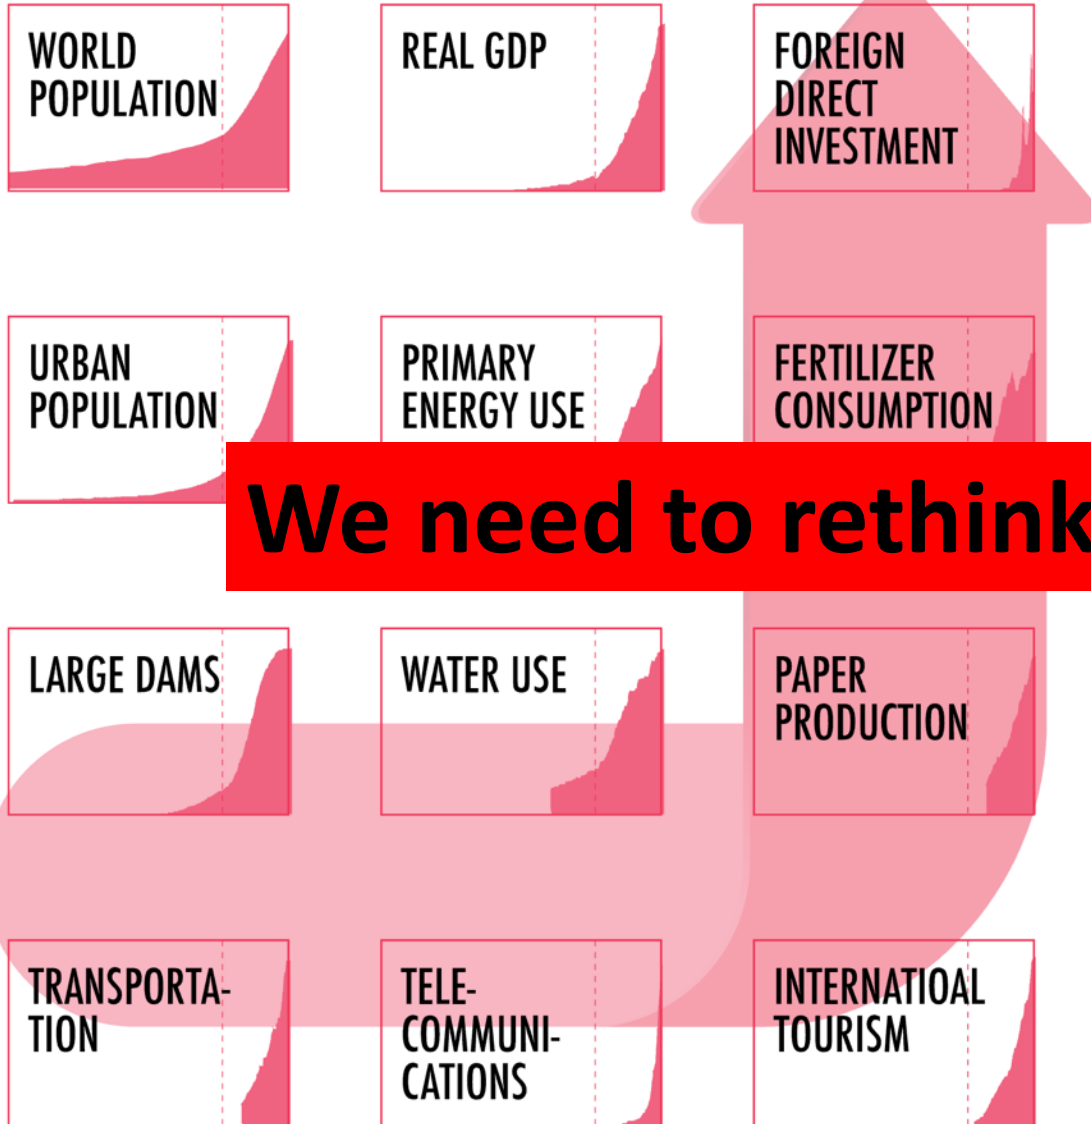 WORLD
POPULATION
REAL GDP
FOREIGN
DIRECT
INVESTMENT
URBAN
POPULATION
PRIMARY
ENERGY USE
FERTILIZER
CONSUMPTION
We need to rethink
LARGE DAMS
WATER USE
PAPER
PRODUCTION
TRANSPORTA-
TION
TELE-
COMMUNI-
CATIONS
INTERNATIOAL
TOURISM